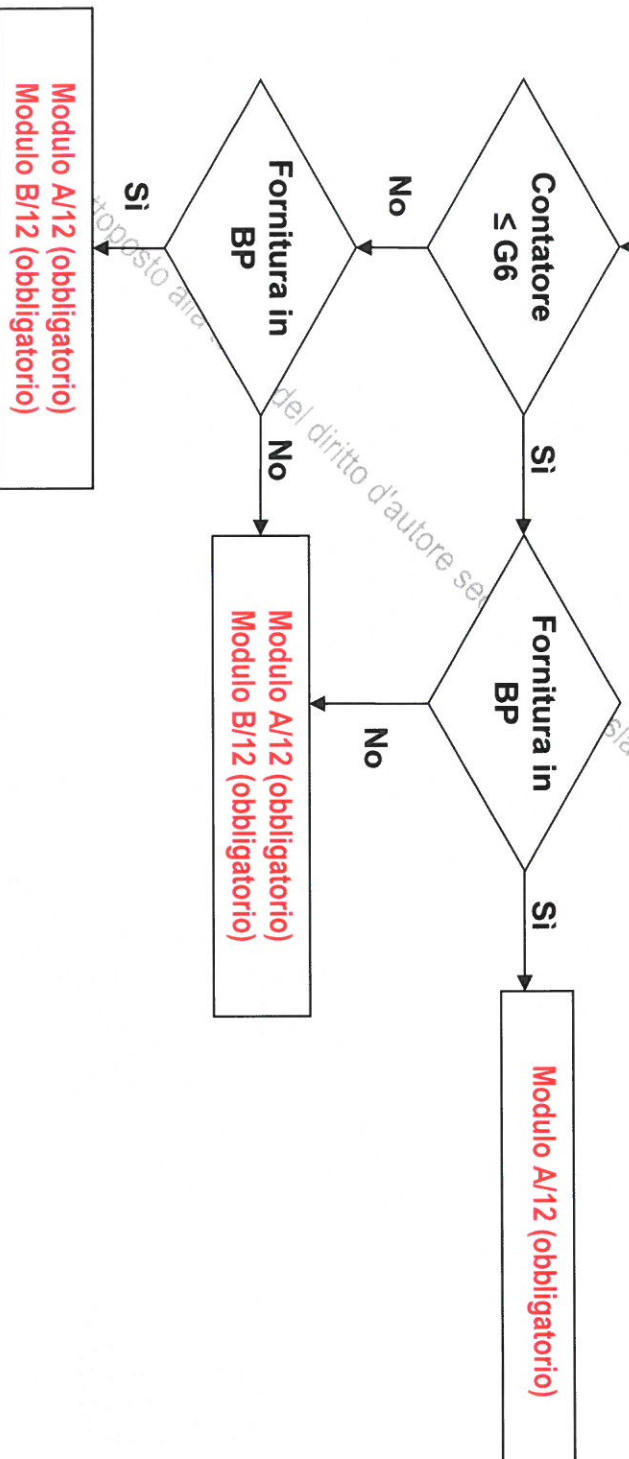 Contatore
≤ G6
Sì
Fornitura in
BP
Sì
Modulo A/12 (obbligatorio)
No
No
Fornitura in
BP
No
Modulo A/12 (obbligatorio)
Modulo B/12 (obbligatorio)
Sì
Modulo A/12 (obbligatorio)
Modulo B/12 (obbligatorio)
del diritto d'autore